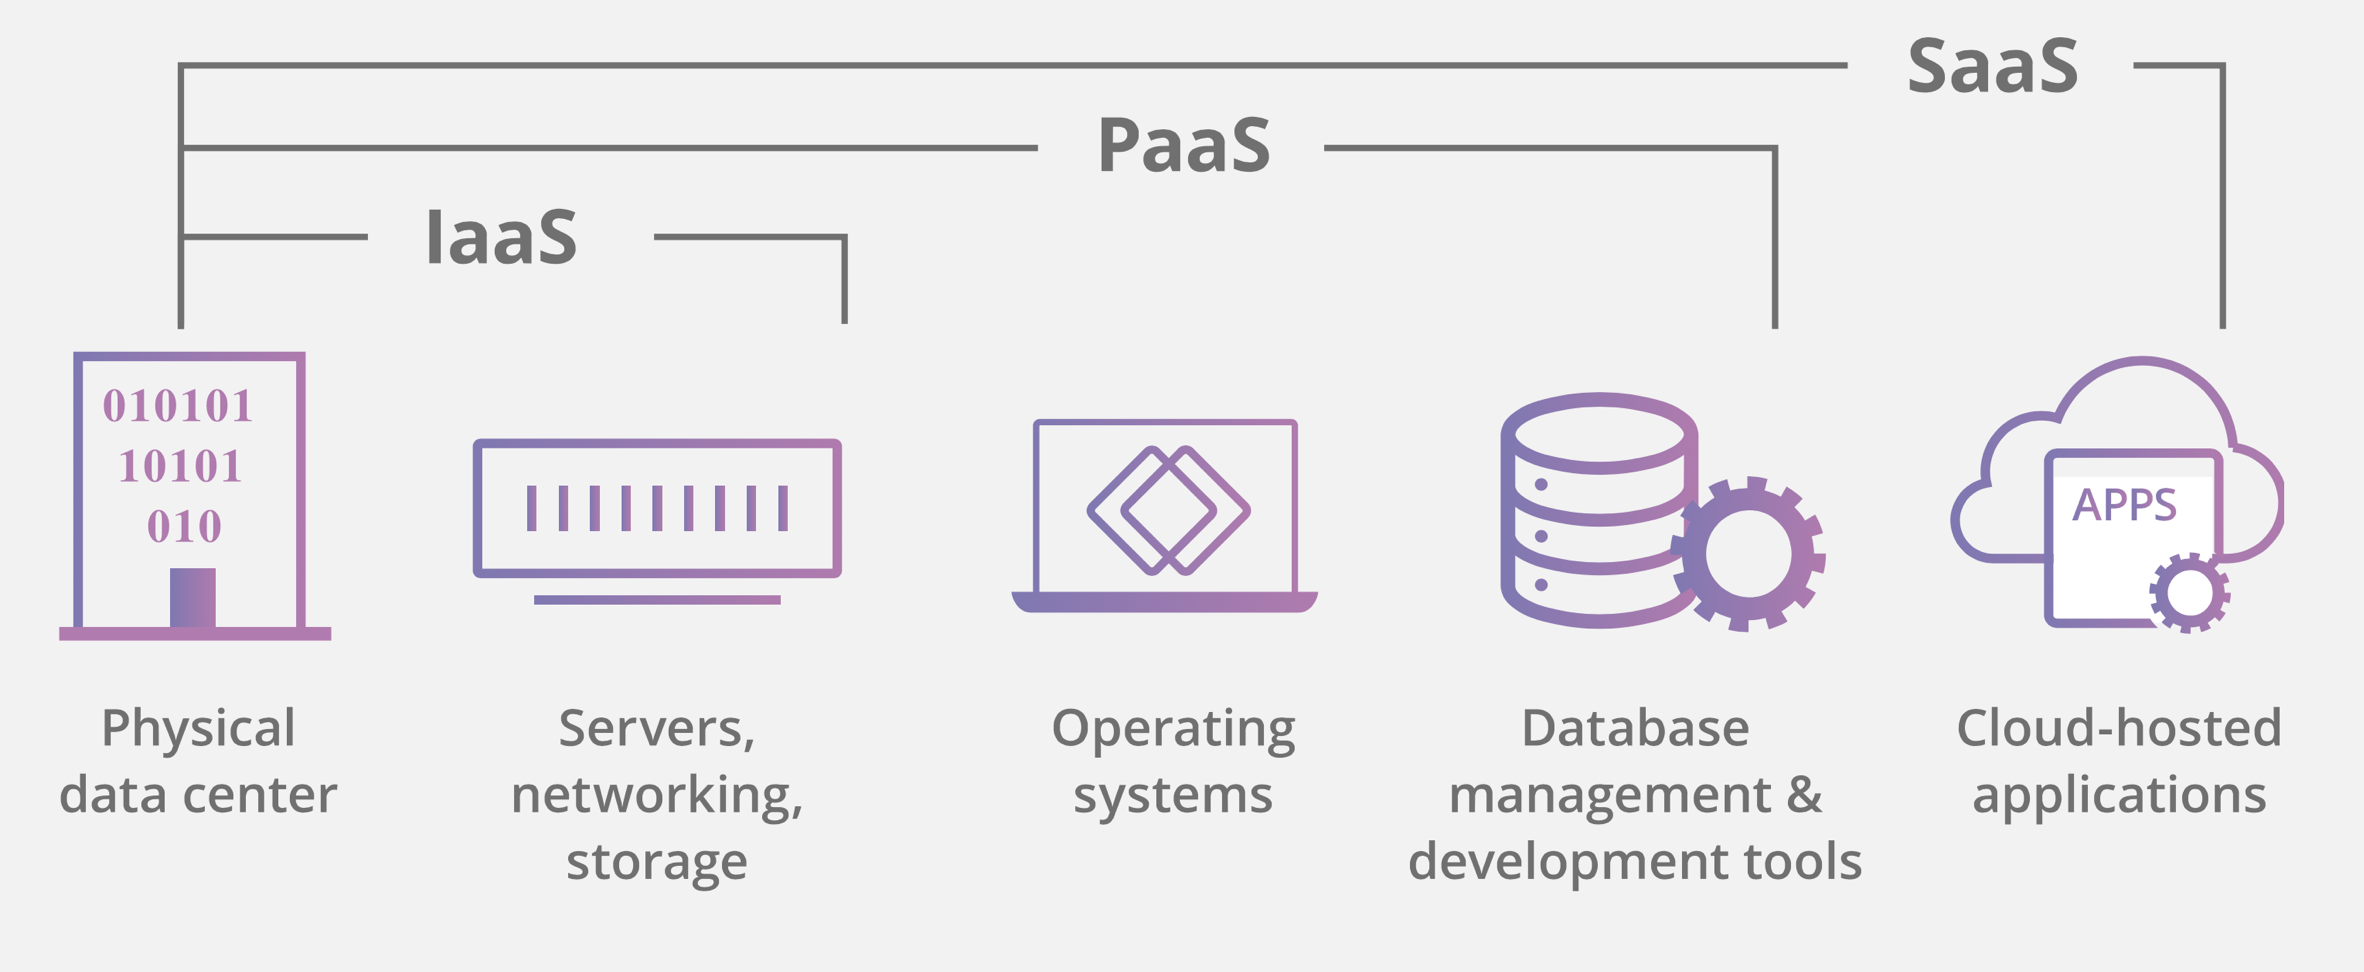 SaaS
PaaS
IaaS
010101
10101
010
APPS
Physical
data center
Servers,
networking,
storage
Operating
systems
Database
management &
development tools
Cloud-hosted
applications